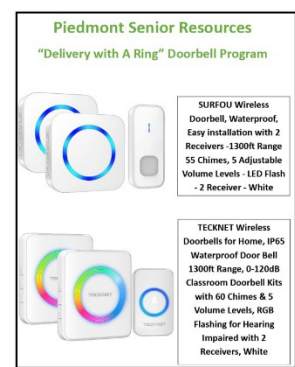 Piedmont Senior Resources
“Delivery with A Ring” Doorbell Program
SURFOU Wireless
Doorbell, Waterproof,
Easy installation with 2
Receivers -1300ft Range
55 Chimes, 5 Adjustable
Volume Levels - LED Flash
- 2 Receiver - White
TECKNET Wireless
Doorbells for Home, IP65
Waterproof Door Bell
1300ft Range, 0-120dB
Classroom Doorbell Kits
with 60 Chimes & 5
Volume Levels, RGB
Flashing for Hearing
Impaired with 2
Receivers, White
TECKNET
TECKNET
TECKNET